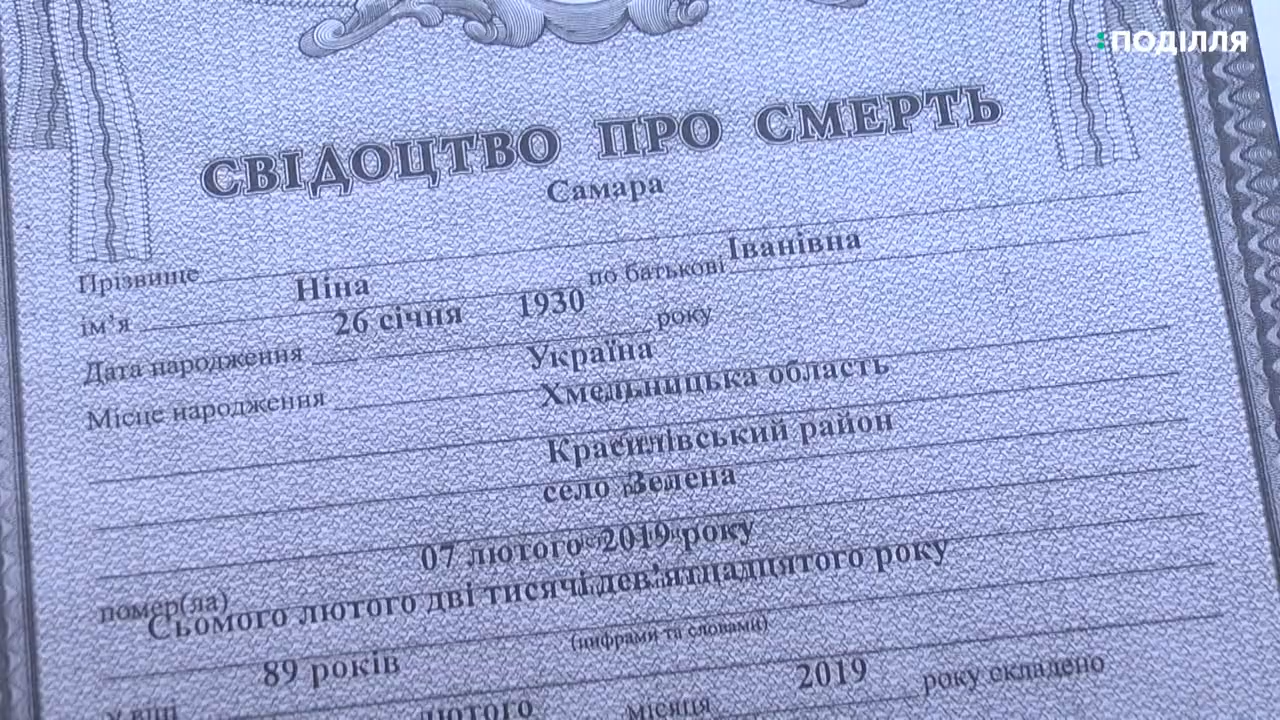 :ПОДІЛЛЯ
СВІДОЦТВО ПРО СМЕРТЬ
Самара
Прізвище
Ніна по батькові Іванівна
ім’я
26 січня 1930 року
Дата народження
Україна
Місце народження
Хмельницька область
Красилівський район
село Зелена
07 лютого 2019 року
помер(ла)
Сьомого лютого дві тисячі дев’ятнадцятого року
(цифрами та словами)
89 років
у віці
лютого місяця 2019 року складено